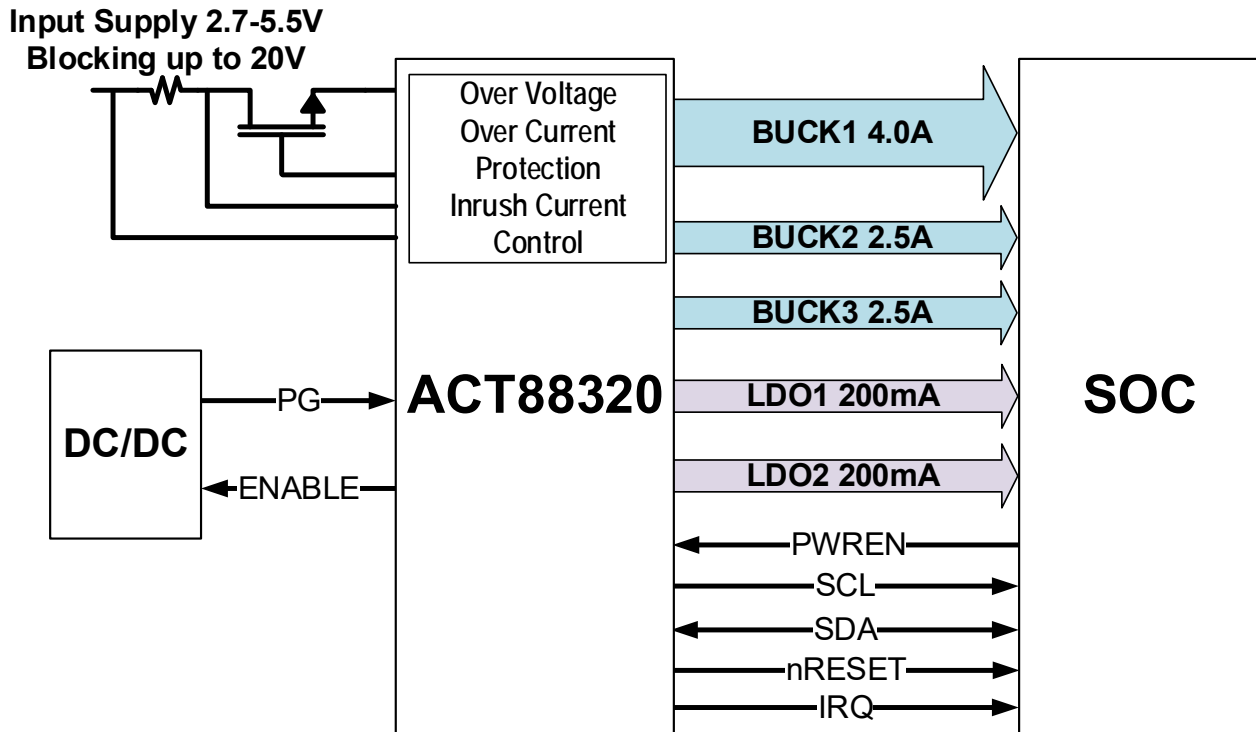 Input Supply 2.7-5.5V
Blocking up to 20V
Over Voltage
Over Current
Protection
Inrush Current
Control
BUCK1 4.0A
BUCK2 2.5A
BUCK3 2.5A
DC/DC
PG
ENABLE
ACT88320
LDO1 200mA
LDO2 200mA
SOC
PWREN
SCL
SDA
nRESET
IRQ